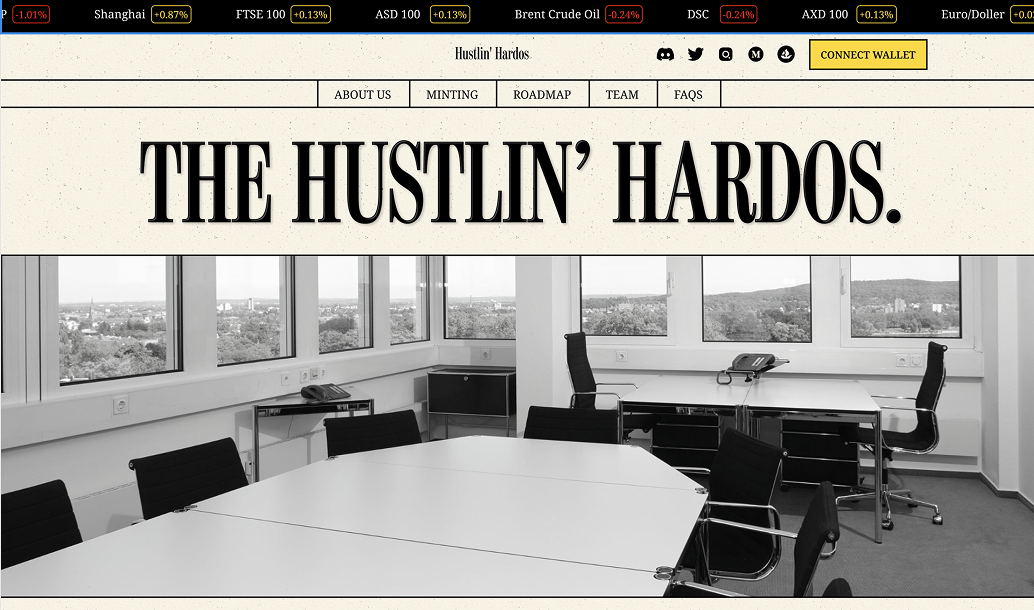 P -1.01% Shanghai +0.87% FTSE 100 +0.13% ASD 100 +0.13% Brent Crude Oil -0.24% DSC -0.24% AXD 100 +0.13% Euro/Doller
Hustlin' Hardos
CONNECT WALLET
ABOUT US MINTING ROADMAP TEAM FAQS
THE HUSTLIN’ HARDOS.